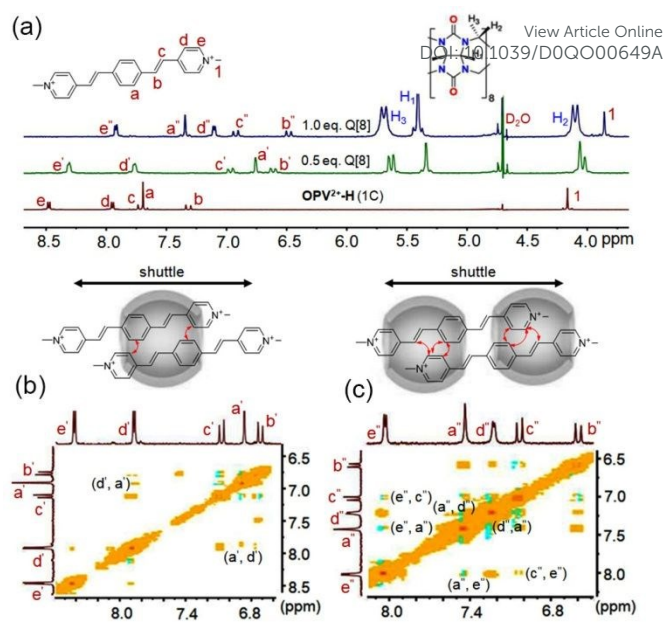 (a)
View Article Online
DOI: 10.1039/D0QO00649A
N⁺
a
b
c
d
e
N⁺
1
O
N
N
H₃
H₂
H₁
N
N
O
8
e"
a"
d"
c"
b"
1.0 eq. Q[8]
H₃
H₁
D₂O
H₂
1
e'
d'
c'
a'
b'
0.5 eq. Q[8]
e
d
c
a
b
OPV²⁺-H (1C)
1
8.5 8.0 7.5 7.0 6.5 6.0 5.5 5.0 4.5 4.0 ppm
shuttle
shuttle
(b)
(c)
e'
d'
c'
a'
b'
e"
a"
d"
c"
b"
b'
a'
c'
d'
e'
(d', a')
(a', d')
6.5
7.0
7.5
8.0
8.5
(ppm)
8.0 7.4 6.8 (ppm)
b"
c"
d"
a"
e"
(e", c")
(a", d")
(e", a")
(d", a")
(a", e")
(c", e")
6.5
7.0
7.5
8.0
(ppm)
8.0 7.4 6.8 (ppm)